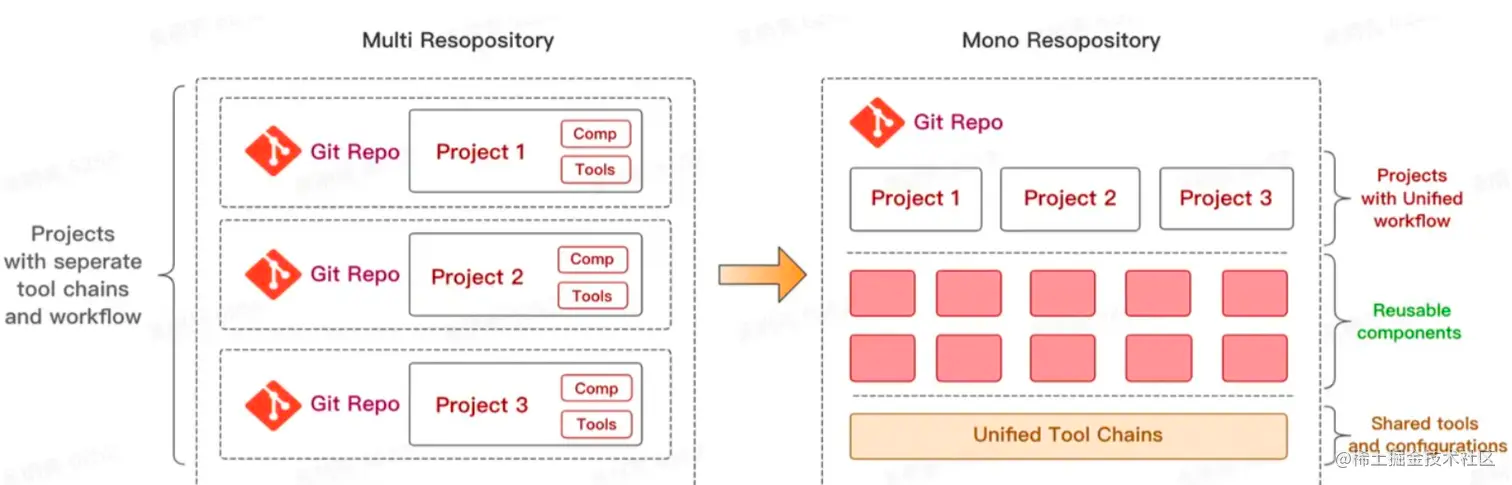 Multi Resopository
Projects
with seperate
tool chains
and workflow
Git Repo
Project 1
Comp
Tools
Git Repo
Project 2
Comp
Tools
Git Repo
Project 3
Comp
Tools
Mono Resopository
Git Repo
Project 1
Project 2
Project 3
Projects
with Unified
workflow
Reusable
components
Unified Tool Chains
Shared tools
and configurations
@稀土掘金技术社区